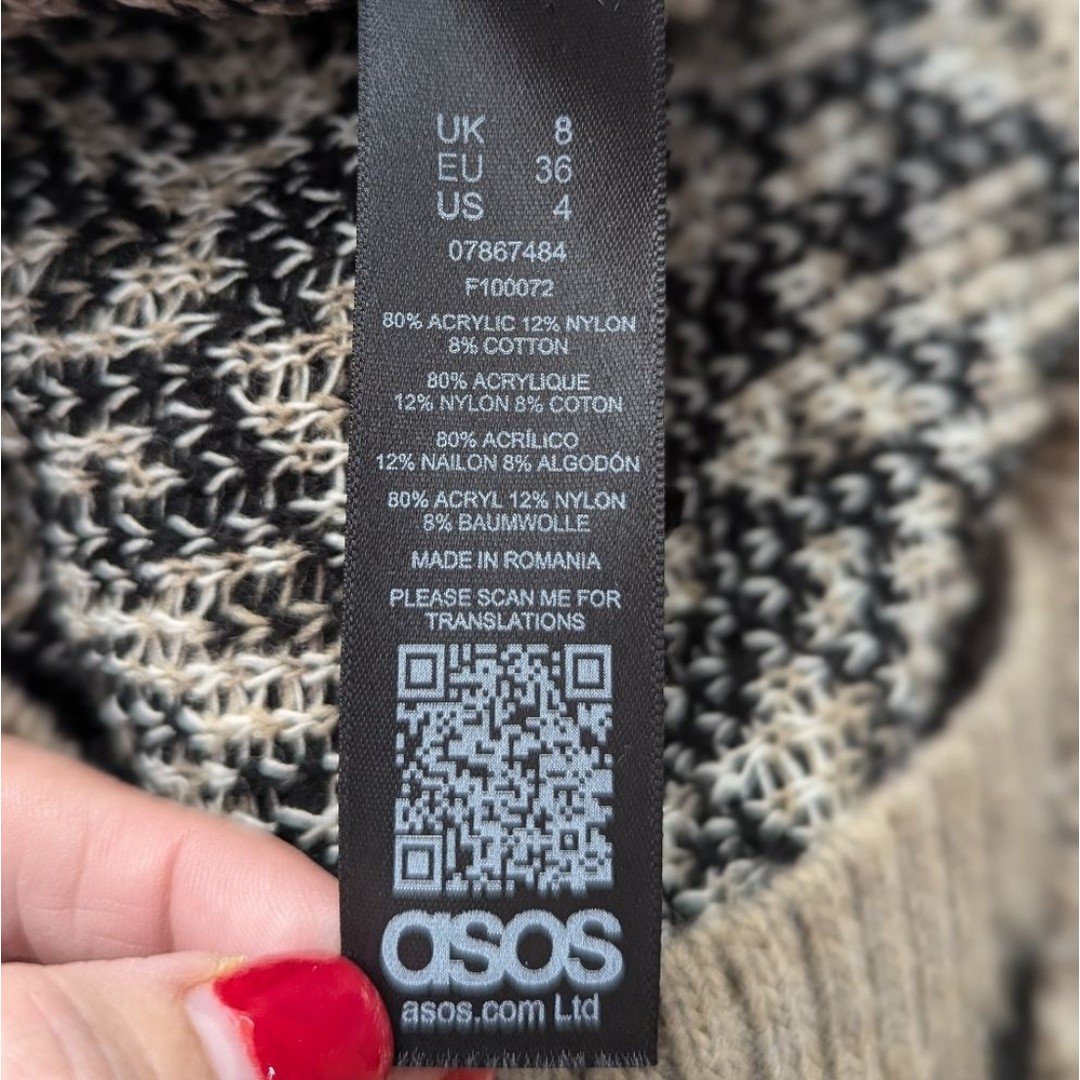 UK 8
EU 36
US 4
07867484
F100072
80% ACRYLIC 12% NYLON
8% COTTON
80% ACRYLIQUE
12% NYLON 8% COTON
80% ACRÍLICO
12% NAILON 8% ALGODÓN
80% ACRYL 12% NYLON
8% BAUMWOLLE
MADE IN ROMANIA
PLEASE SCAN ME FOR
TRANSLATIONS
asos
asos.com Ltd